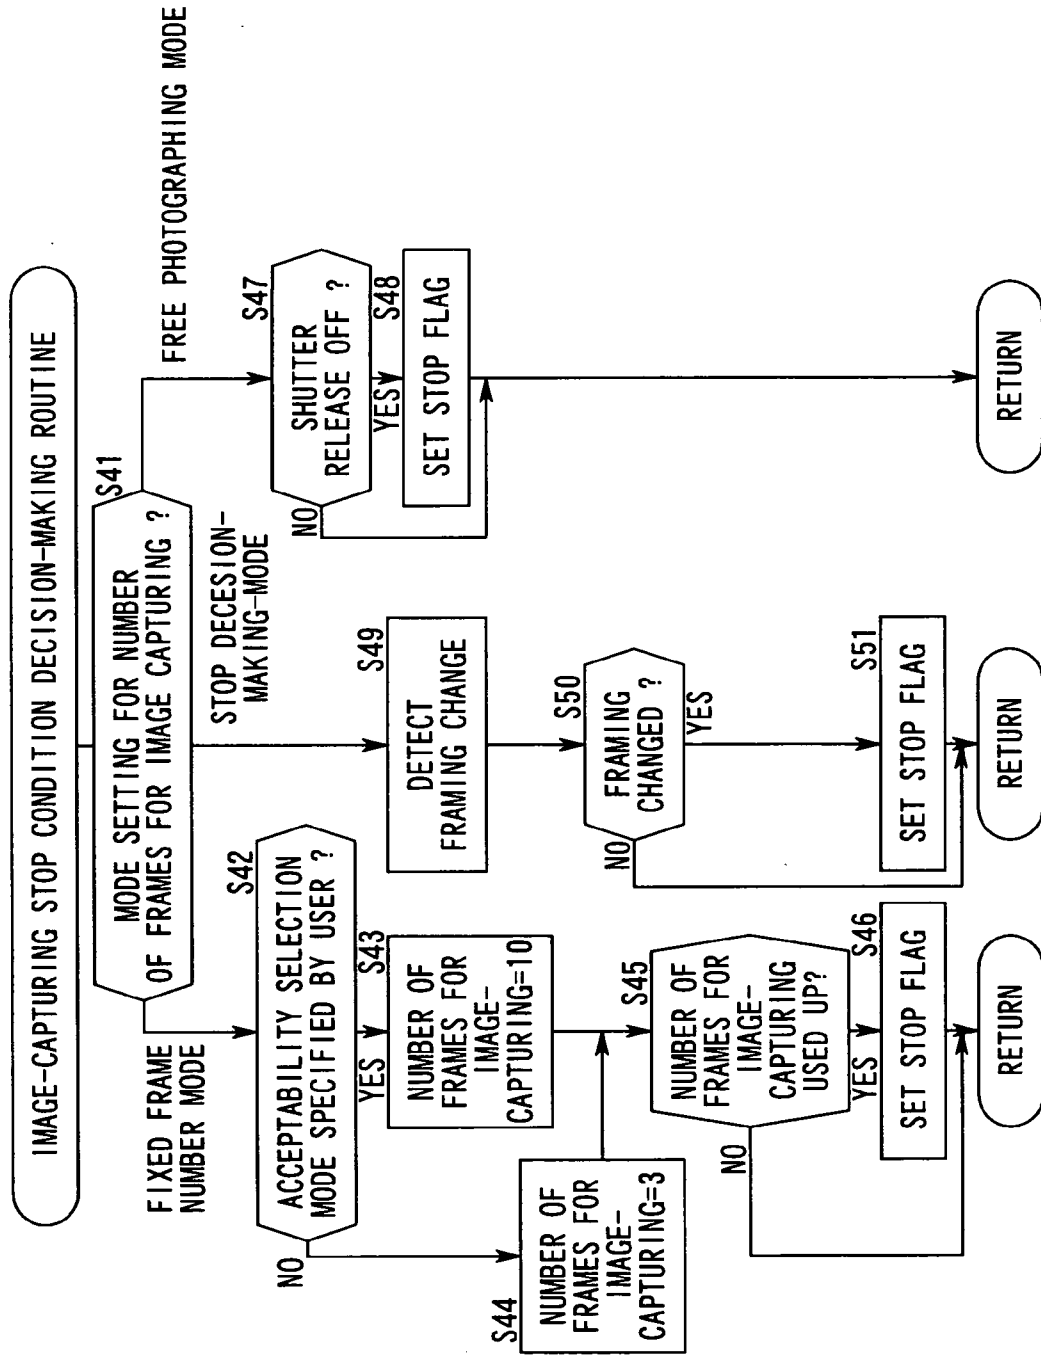 IMAGE-CAPTURING STOP CONDITION DECISION-MAKING ROUTINE
S41
MODE SETTING FOR NUMBER
OF FRAMES FOR IMAGE CAPTURING ?
FIXED FRAME
NUMBER MODE
STOP DECESION-
MAKING-MODE
FREE PHOTOGRAPHING MODE
S42
ACCEPTABILITY SELECTION
MODE SPECIFIED BY USER ?
NO
YES
S43
NUMBER OF
FRAMES FOR
IMAGE-
CAPTURING=10
S44
NUMBER OF
FRAMES FOR
IMAGE-
CAPTURING=3
S45
NUMBER OF
FRAMES FOR
IMAGE-
CAPTURING
USED UP?
NO
YES
S46
SET STOP FLAG
RETURN
S49
DETECT
FRAMING CHANGE
S50
FRAMING
CHANGED ?
NO
YES
S51
SET STOP FLAG
RETURN
S47
SHUTTER
RELEASE OFF ?
NO
YES
S48
SET STOP FLAG
RETURN